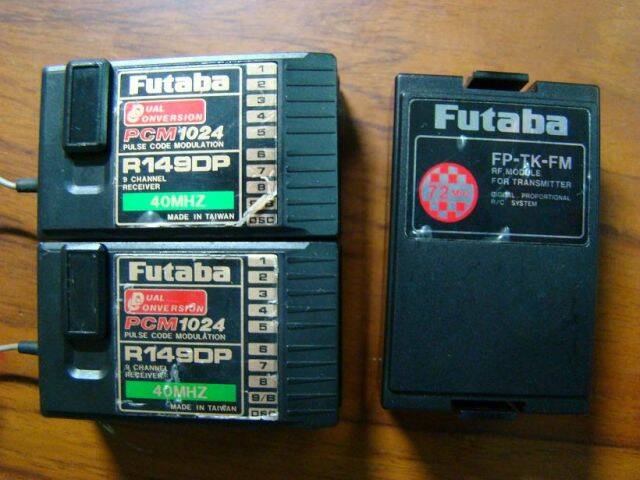 Futaba
DUAL
CONVERSION
PCM1024
PULSE CODE MODULATION
R149DP
9 CHANNEL
RECEIVER
40MHZ
MADE IN TAIWAN
1
2
3
4
5
6
7
8
DSC
Futaba
DUAL
CONVERSION
PCM1024
PULSE CODE MODULATION
R149DP
9 CHANNEL
RECEIVER
40MHZ
MADE IN TAIWAN
1
2
3
4
5
6
7
8
9/B
DSC
Futaba
FP-TK-FM
RF MODULE
FOR TRANSMITTER
DIGITAL PROPORTIONAL
R/C SYSTEM
72MHz